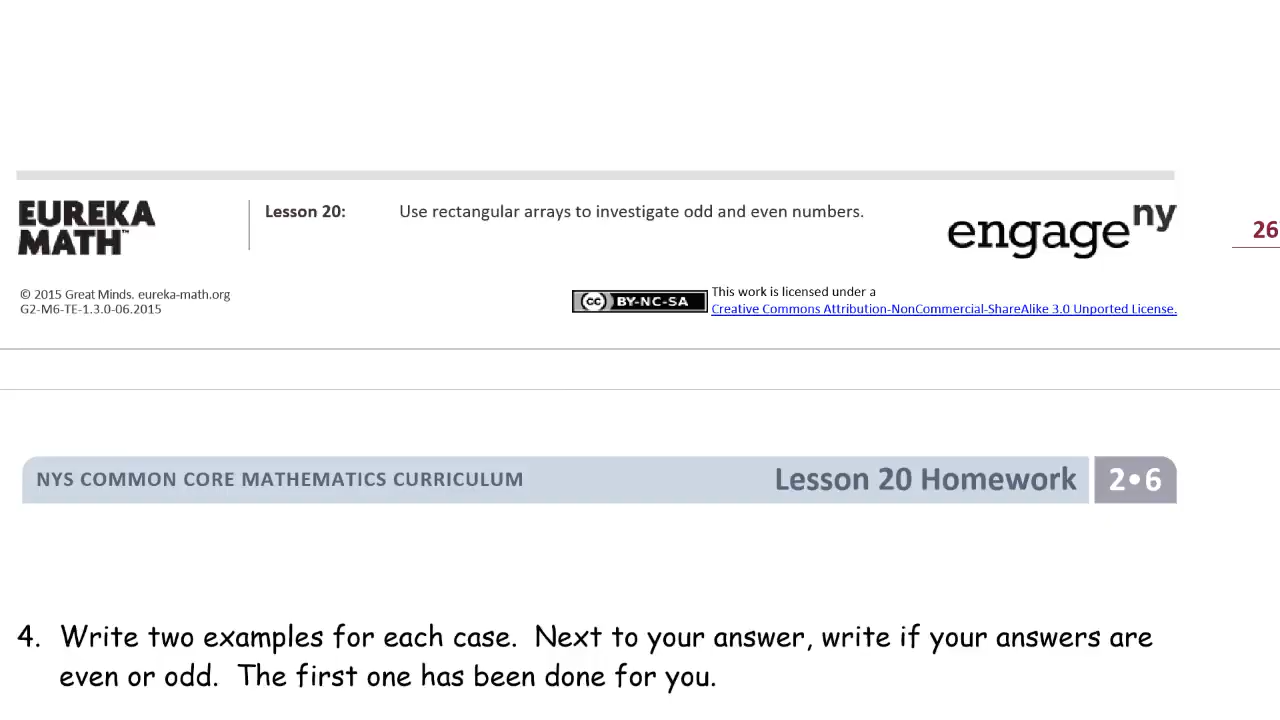 EUREKA
MATH™
Lesson 20: Use rectangular arrays to investigate odd and even numbers.
engage ny
26
© 2015 Great Minds. eureka-math.org
G2-M6-TE-1.3.0-06.2015
cc BY-NC-SA
This work is licensed under a
Creative Commons Attribution-NonCommercial-ShareAlike 3.0 Unported License.
NYS COMMON CORE MATHEMATICS CURRICULUM
Lesson 20 Homework 2•6
4. Write two examples for each case. Next to your answer, write if your answers are
even or odd. The first one has been done for you.